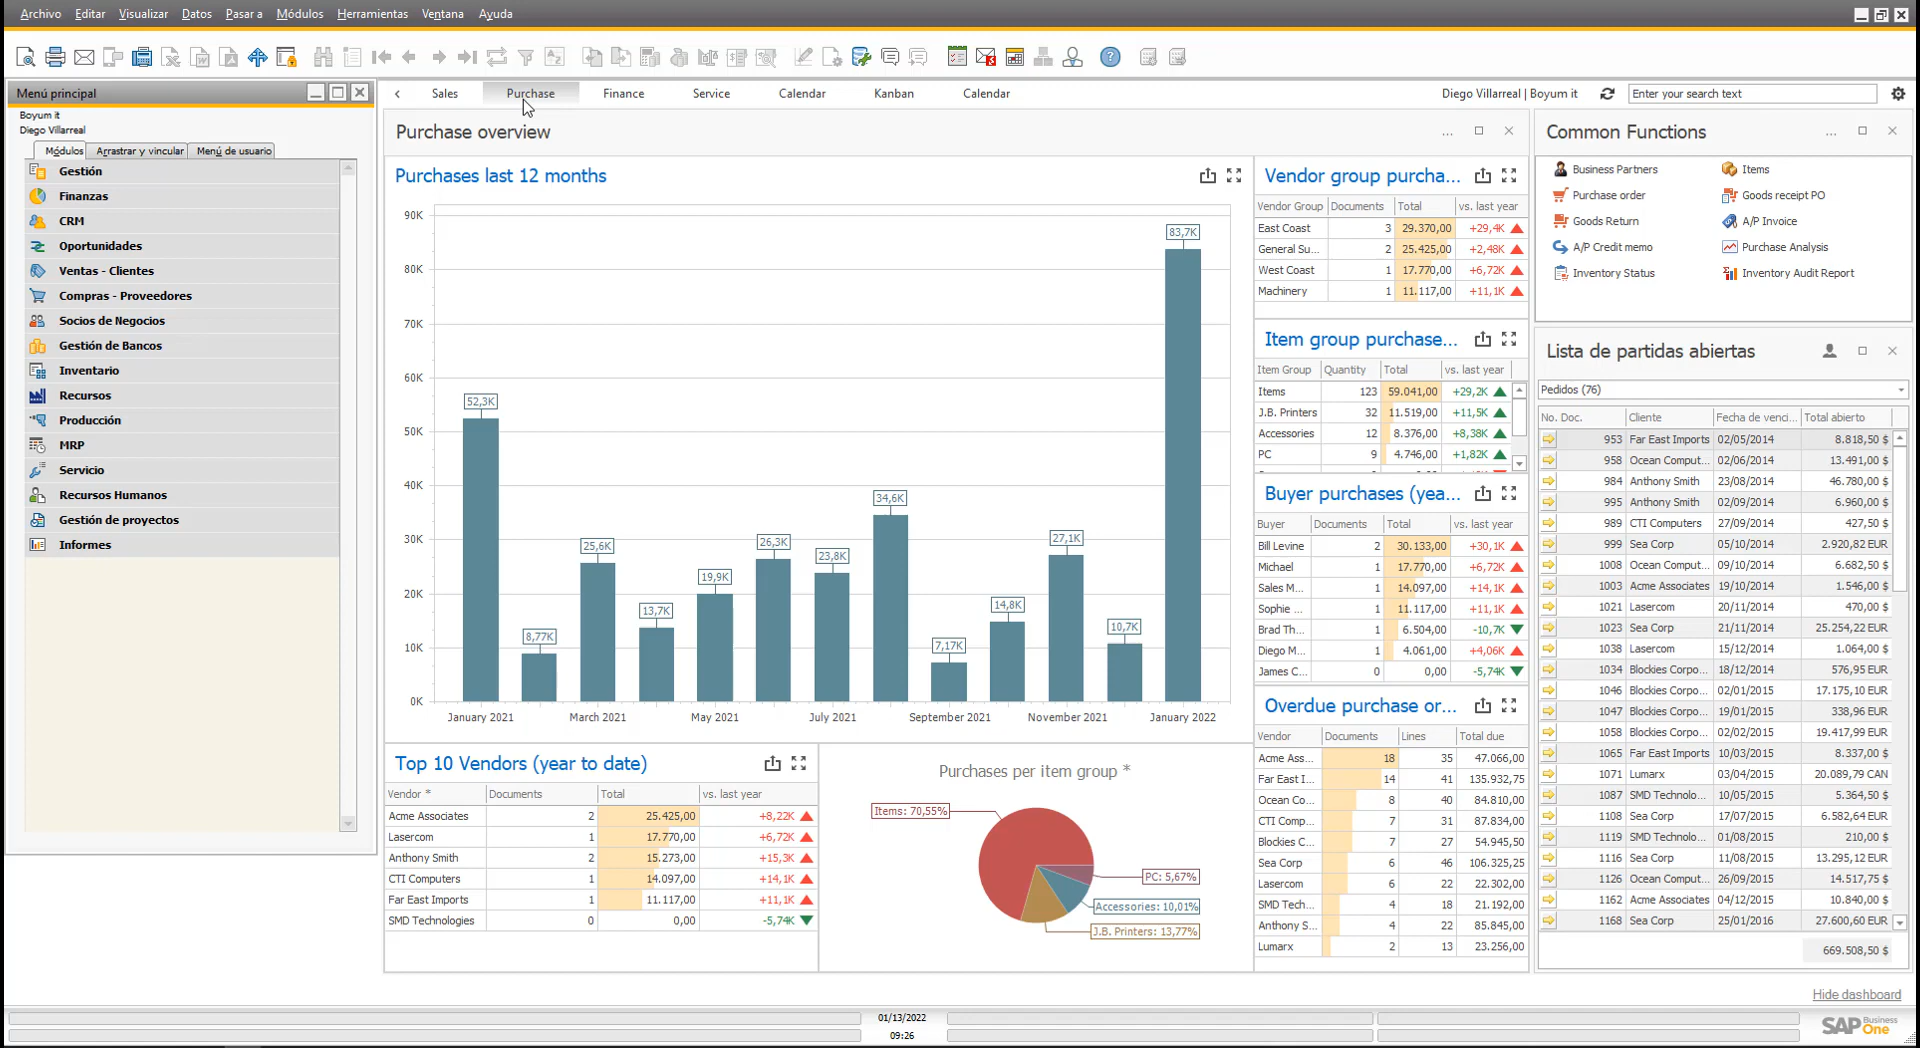 Archivo Editar Visualizar Datos Pasar a Módulos Herramientas Ventana Ayuda
Menú principal
Boyum it
Diego Villarreal
Módulos Arrastrar y vincular Menú de usuario
Gestión
Finanzas
CRM
Oportunidades
Ventas - Clientes
Compras - Proveedores
Socios de Negocios
Gestión de Bancos
Inventario
Recursos
Producción
MRP
Servicio
Recursos Humanos
Gestión de proyectos
Informes
Sales Purchase Finance Service Calendar Kanban Calendar
Diego Villarreal | Boyum it
Enter your search text
Purchase overview
...
Purchases last 12 months
90K
80K
70K
60K
50K
40K
30K
20K
10K
0K
52,3K
8,77K
25,6K
13,7K
19,9K
26,3K
23,8K
34,6K
7,17K
14,8K
27,1K
10,7K
83,7K
January 2021 March 2021 May 2021 July 2021 September 2021 November 2021 January 2022
Top 10 Vendors (year to date)
Vendor * Documents Total vs. last year
Acme Associates 2 25.425,00 +8,22K
Lasercom 1 17.770,00 +6,72K
Anthony Smith 2 15.273,00 +15,3K
CTI Computers 1 14.097,00 +14,1K
Far East Imports 1 11.117,00 +11,1K
SMD Technologies 0 0,00 -5,74K
Purchases per item group *
Items: 70,55%
PC: 5,67%
Accessories: 10,01%
J.B. Printers: 13,77%
Vendor group purcha...
Vendor Group Documents Total vs. last year
East Coast 3 29.370,00 +29,4K
General Su... 2 25.425,00 +2,48K
West Coast 1 17.770,00 +6,72K
Machinery 1 11.117,00 +11,1K
Item group purchase...
Item Group Quantity Total vs. last year
Items 123 59.041,00 +29,2K
J.B. Printers 32 11.519,00 +11,5K
Accessories 12 8.376,00 +8,38K
PC 9 4.746,00 +1,82K
Buyer purchases (yea...
Buyer Documents Total vs. last year
Bill Levine 2 30.133,00 +30,1K
Michael 1 17.770,00 +6,72K
Sales M... 1 14.097,00 +14,1K
Sophie ... 1 11.117,00 +11,1K
Brad Th... 1 6.504,00 -10,7K
Diego M... 1 4.061,00 +4,06K
James C... 0 0,00 -5,74K
Overdue purchase or...
Vendor Documents Lines Total due
Acme Ass... 18 35 47.066,00
Far East I... 14 41 135.932,75
Ocean Co... 8 40 84.810,00
CTI Comp... 7 31 87.834,00
Blockies C... 7 27 54.945,50
Sea Corp 6 46 106.325,25
Lasercom 6 22 22.302,00
SMD Tech... 4 18 21.192,00
Anthony S... 4 22 85.845,00
Lumarx 2 13 23.256,00
Common Functions
...
Business Partners Items
Purchase order Goods receipt PO
Goods Return A/P Invoice
A/P Credit memo Purchase Analysis
Inventory Status Inventory Audit Report
Lista de partidas abiertas
Pedidos (76)
No. Doc. Cliente Fecha de venci... Total abierto
953 Far East Imports 02/05/2014 8.818,50 $
958 Ocean Comput... 02/06/2014 13.491,00 $
984 Anthony Smith 23/08/2014 46.780,00 $
995 Anthony Smith 02/09/2014 6.960,00 $
989 CTI Computers 27/09/2014 427,50 $
999 Sea Corp 05/10/2014 2.920,82 EUR
1008 Ocean Comput... 09/10/2014 6.682,50 $
1003 Acme Associates 19/10/2014 1.546,00 $
1021 Lasercom 20/11/2014 470,00 $
1023 Sea Corp 21/11/2014 25.254,22 EUR
1038 Lasercom 15/12/2014 1.064,00 $
1034 Blockies Corpo... 18/12/2014 576,95 EUR
1046 Blockies Corpo... 02/01/2015 17.175,10 EUR
1047 Blockies Corpo... 19/01/2015 338,96 EUR
1058 Blockies Corpo... 02/02/2015 19.417,99 EUR
1065 Far East Imports 10/03/2015 8.337,00 $
1071 Lumarx 03/04/2015 20.089,79 CAN
1087 SMD Technolo... 10/05/2015 5.364,50 $
1108 Sea Corp 17/07/2015 6.582,64 EUR
1119 SMD Technolo... 01/08/2015 210,00 $
1116 Sea Corp 11/08/2015 13.295,12 EUR
1126 Ocean Comput... 26/09/2015 14.517,75 $
1162 Acme Associates 04/12/2015 10.840,00 $
1168 Sea Corp 25/01/2016 27.600,60 EUR
669.508,50 $
Hide dashboard
01/13/2022
09:26
SAP Business One